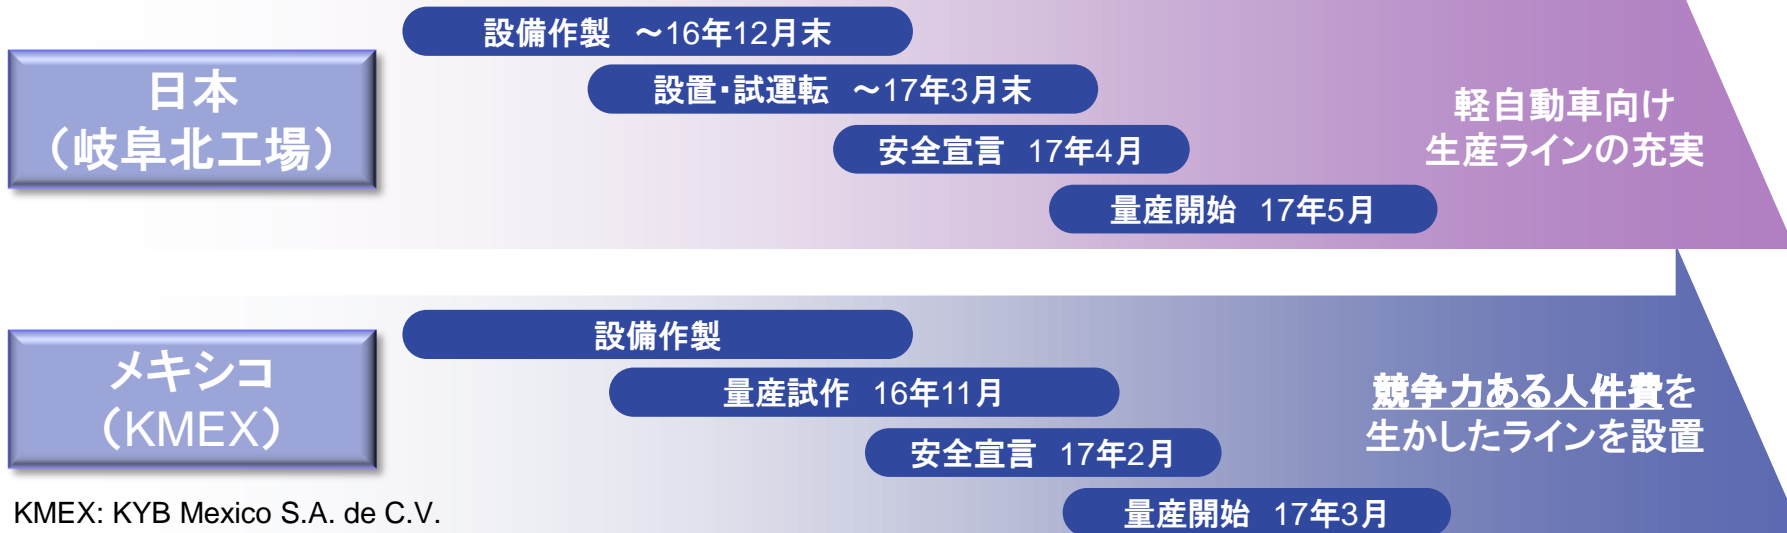 日本
（岐阜北工場）
設備作製　～16年12月末
設置・試運転　～17年3月末
安全宣言　17年4月
量産開始　17年5月
軽自動車向け
生産ラインの充実
メキシコ
（KMEX）
設備作製
量産試作　16年11月
安全宣言　17年2月
量産開始　17年3月
競争力ある人件費を
生かしたラインを設置
KMEX: KYB Mexico S.A. de C.V.